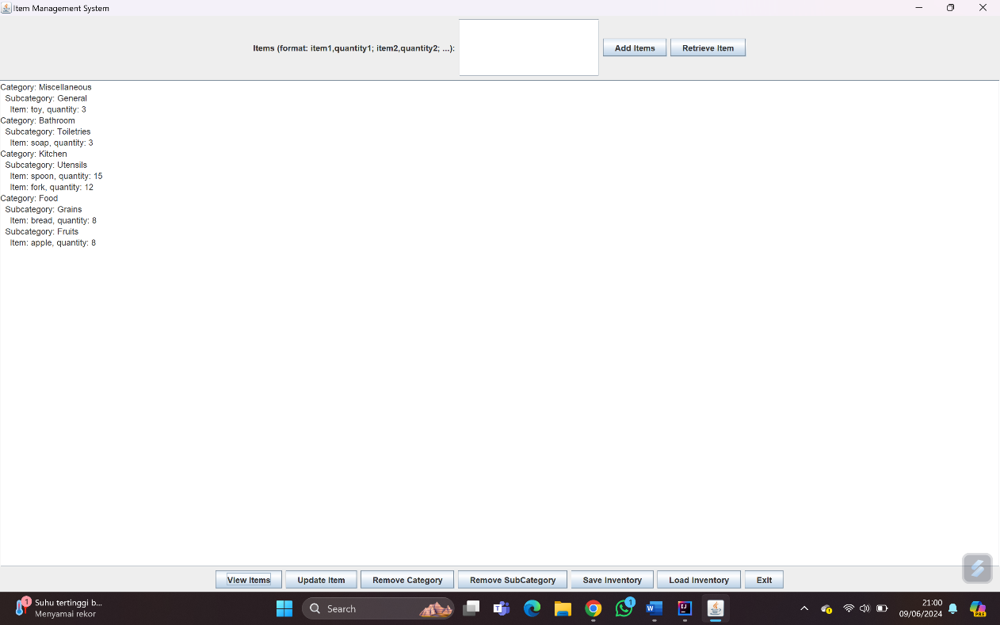 Item Management System
Items (format: item1,quantity1; item2,quantity2; ...):
Add Items
Retrieve Item
Category: Miscellaneous
Subcategory: General
Item: toy, quantity: 3
Category: Bathroom
Subcategory: Toiletries
Item: soap, quantity: 3
Category: Kitchen
Subcategory: Utensils
Item: spoon, quantity: 15
Item: fork, quantity: 12
Category: Food
Subcategory: Grains
Item: bread, quantity: 8
Subcategory: Fruits
Item: apple, quantity: 8
View Items
Update Item
Remove Category
Remove SubCategory
Save Inventory
Load Inventory
Exit
1
Suhu tertinggi b...
Menyamai rekor
Search
1
21:00
09/06/2024
PRE